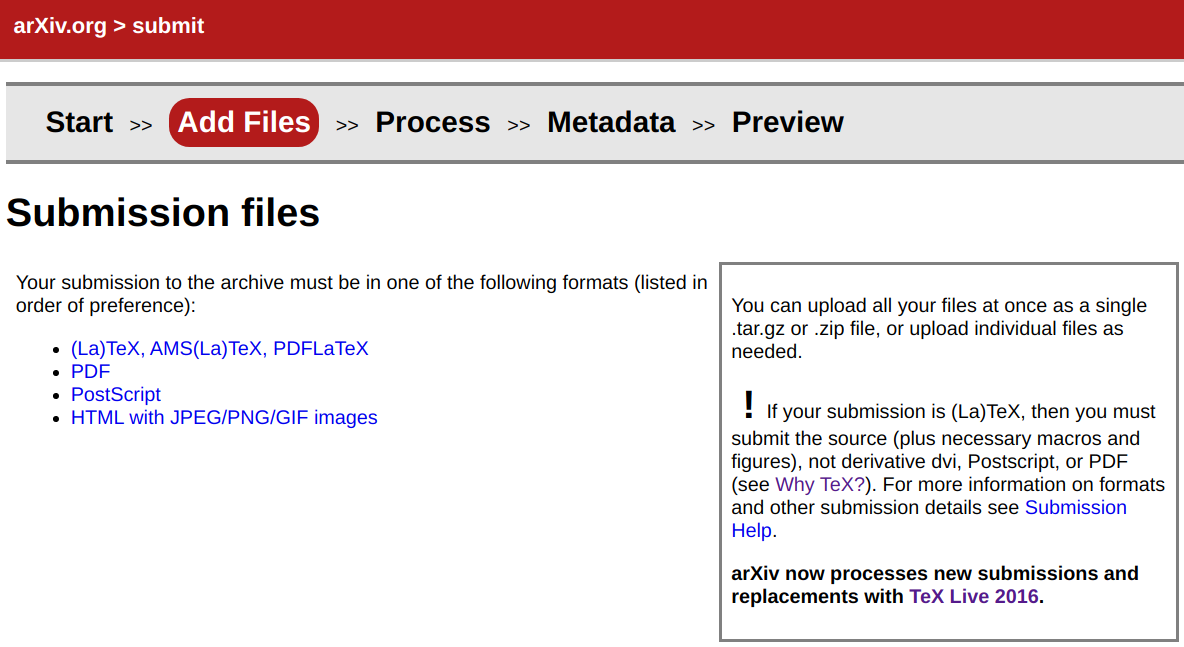 arXiv.org > submit
Start >> Add Files >> Process >> Metadata >> Preview
Submission files
Your submission to the archive must be in one of the following formats (listed in
order of preference):
• (La)TeX, AMS(La)TeX, PDFLaTeX
• PDF
• PostScript
• HTML with JPEG/PNG/GIF images
You can upload all your files at once as a single
.tar.gz or .zip file, or upload individual files as
needed.
! If your submission is (La)TeX, then you must
submit the source (plus necessary macros and
figures), not derivative dvi, Postscript, or PDF
(see Why TeX?). For more information on formats
and other submission details see Submission
Help.
arXiv now processes new submissions and
replacements with TeX Live 2016.